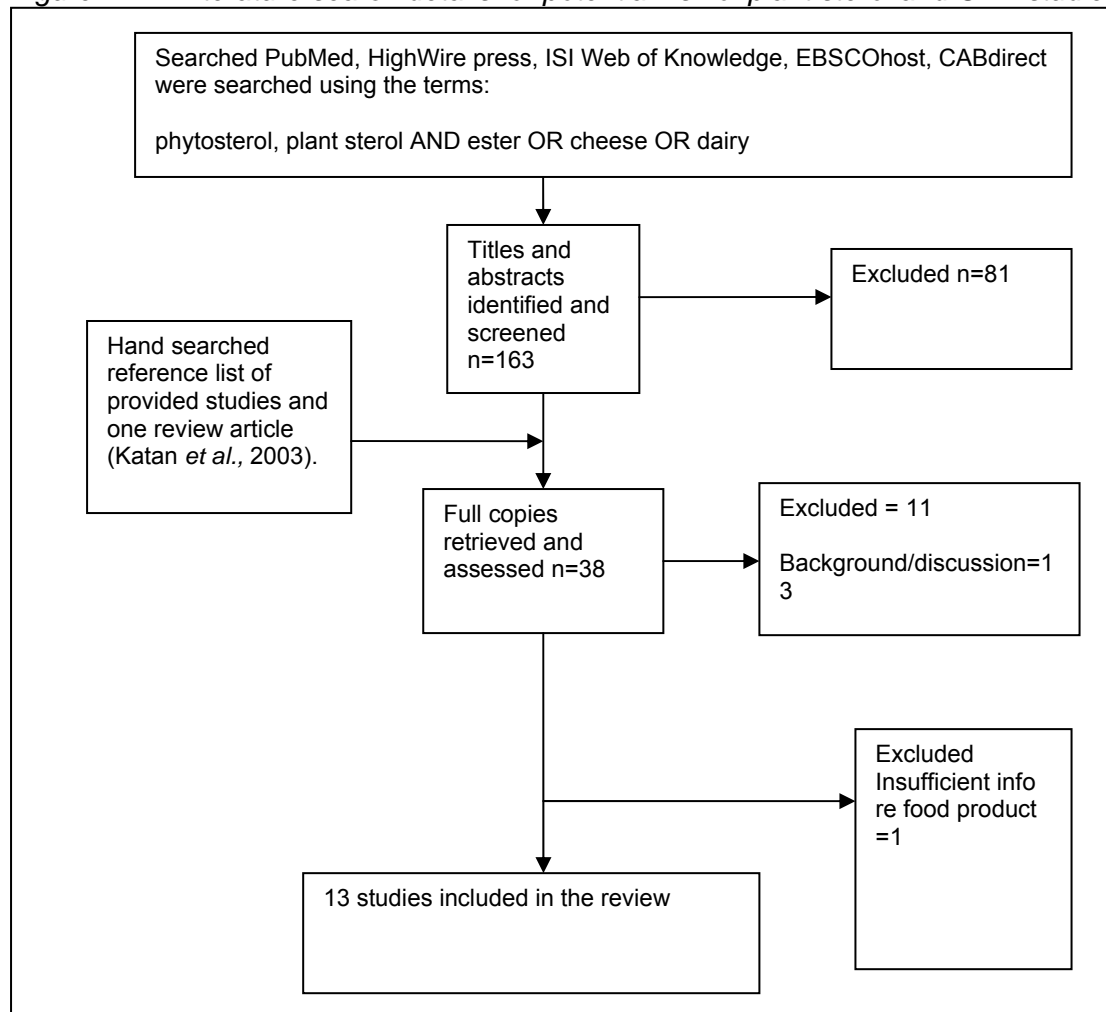 Searched PubMed, HighWire press, ISI Web of Knowledge, EBSCOhost, CABdirect
were searched using the terms:
phytosterol, plant sterol AND ester OR cheese OR dairy
Titles and
abstracts
identified and
screened
n=163
Excluded n=81
Hand searched
reference list of
provided studies and
one review article
(Katan et al., 2003).
Full copies
retrieved and
assessed n=38
Excluded = 11
Background/discussion=1
3
Excluded
Insufficient info
re food product
=1
13 studies included in the review